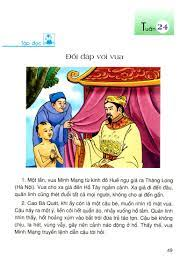 Tuần 24
Tập đọc
Đối đáp với vua
1. Một lần, vua Minh Mạng từ kinh đô Huế ngự giá ra Thăng Long
(Hà Nội). Vua cho xa giá đến Hồ Tây ngắm cảnh. Xa giá đi đến đâu,
quân lính cũng thét đuổi tất cả mọi người, không cho ai đến gần.
2. Cao Bá Quát, khi ấy còn là một cậu bé, muốn nhìn rõ mặt vua.
Cậu nảy ra một ý, liền cởi hết quần áo, nhảy xuống hồ tắm. Quân lính
nhìn thấy, hốt hoảng xúm vào bắt trói đứa trẻ táo tợn. Cậu bé không
chịu, la hét, vùng vẫy, gây nên cảnh náo động ở hồ. Thấy thế, vua
Minh Mạng truyền lệnh dẫn cậu tới hỏi.
49